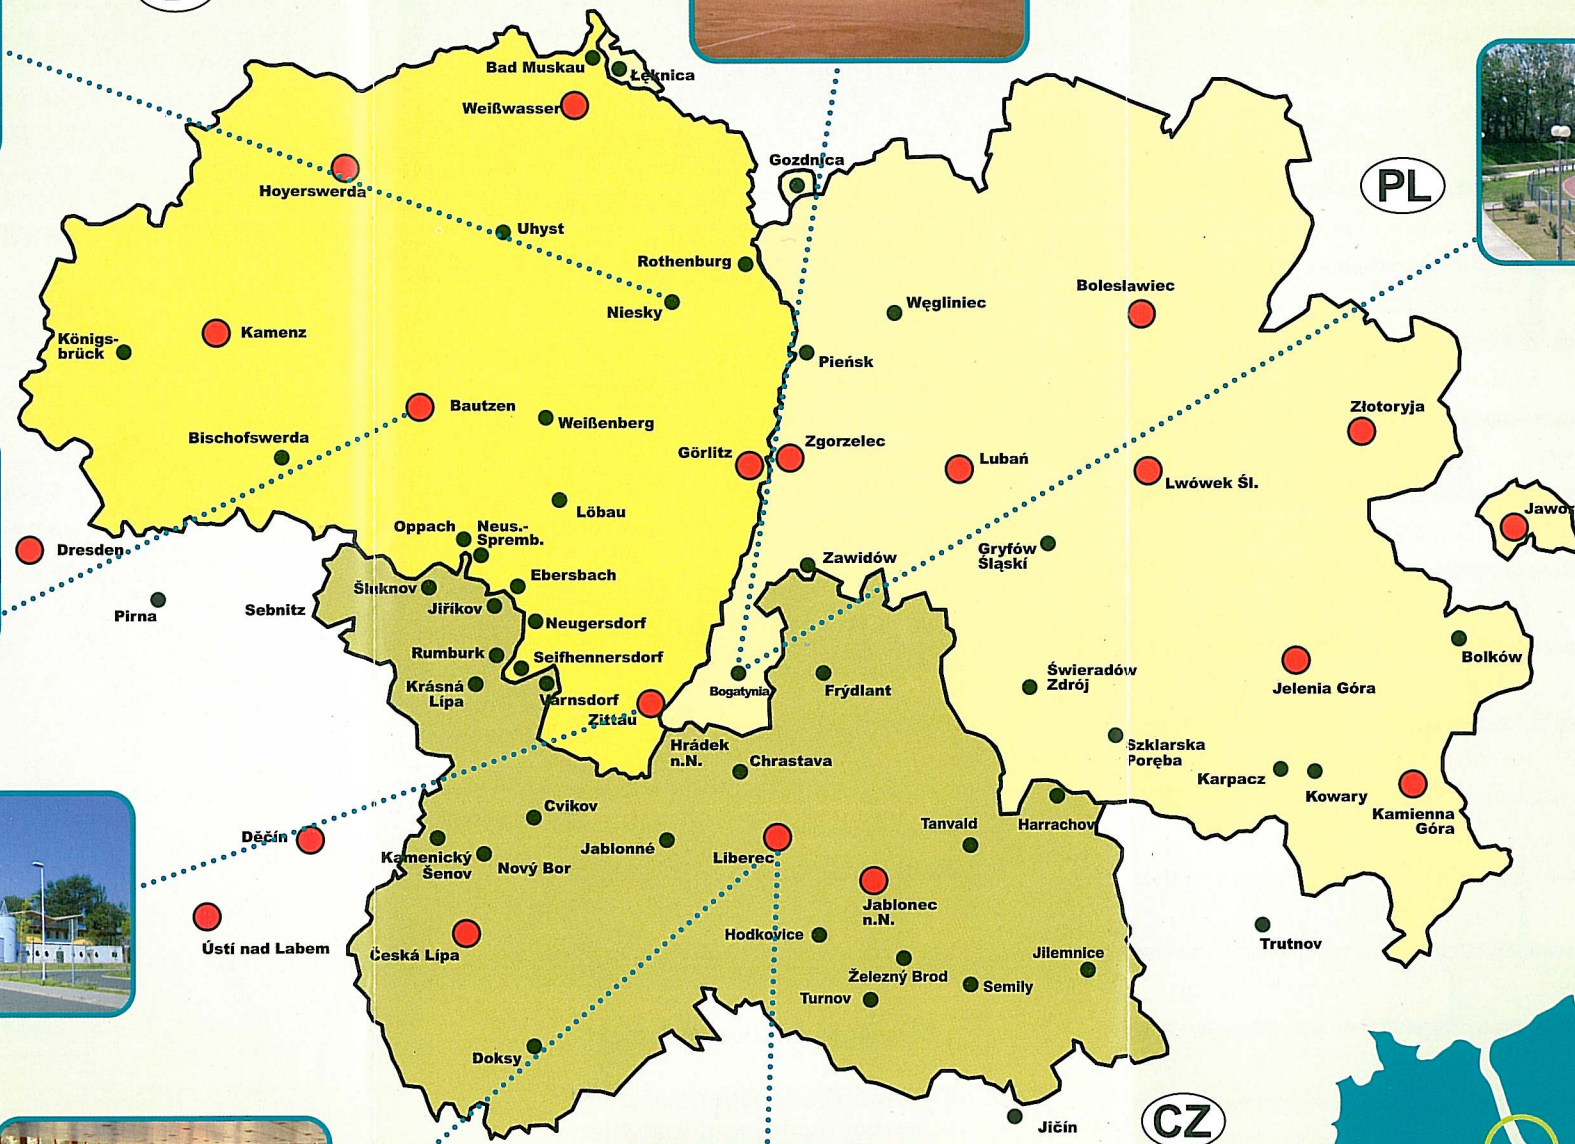 Bad Muskau
Łęknica
Weißwasser
Gozdnica
Hoyerswerda
PL
Uhyst
Rothenburg
Niesky
Węgliniec
Bolesławiec
Königs-
brück
Kamenz
Pieńsk
Bautzen
Weißenberg
Złotoryja
Bischofswerda
Görlitz
Zgorzelec
Lubań
Lwówek Śl.
Löbau
Jawor
Oppach
Neus.-
Spremb.
Dresden
Zawidów
Gryfów
Śląskí
Ebersbach
Šluknov
Jiříkov
Pirna
Sebnitz
Neugersdorf
Rumburk
Seifhennersdorf
Bolków
Krásná
Lípa
Varnsdorf
Zittau
Bogatynia
Frýdlant
Świeradów
Zdrój
Jelenia Góra
Hrádek
n.N.
Chrastava
Szklarska
Poręba
Karpacz
Kowary
Kamienna
Góra
Cvikov
Děčín
Kamenický
Šenov
Nový Bor
Jablonné
Liberec
Tanvald
Harrachov
Jablonec
n.N.
Ústí nad Labem
Česká Lípa
Hodkovice
Železný Brod
Jilemnice
Trutnov
Turnov
Semily
Doksy
Jičín
CZ